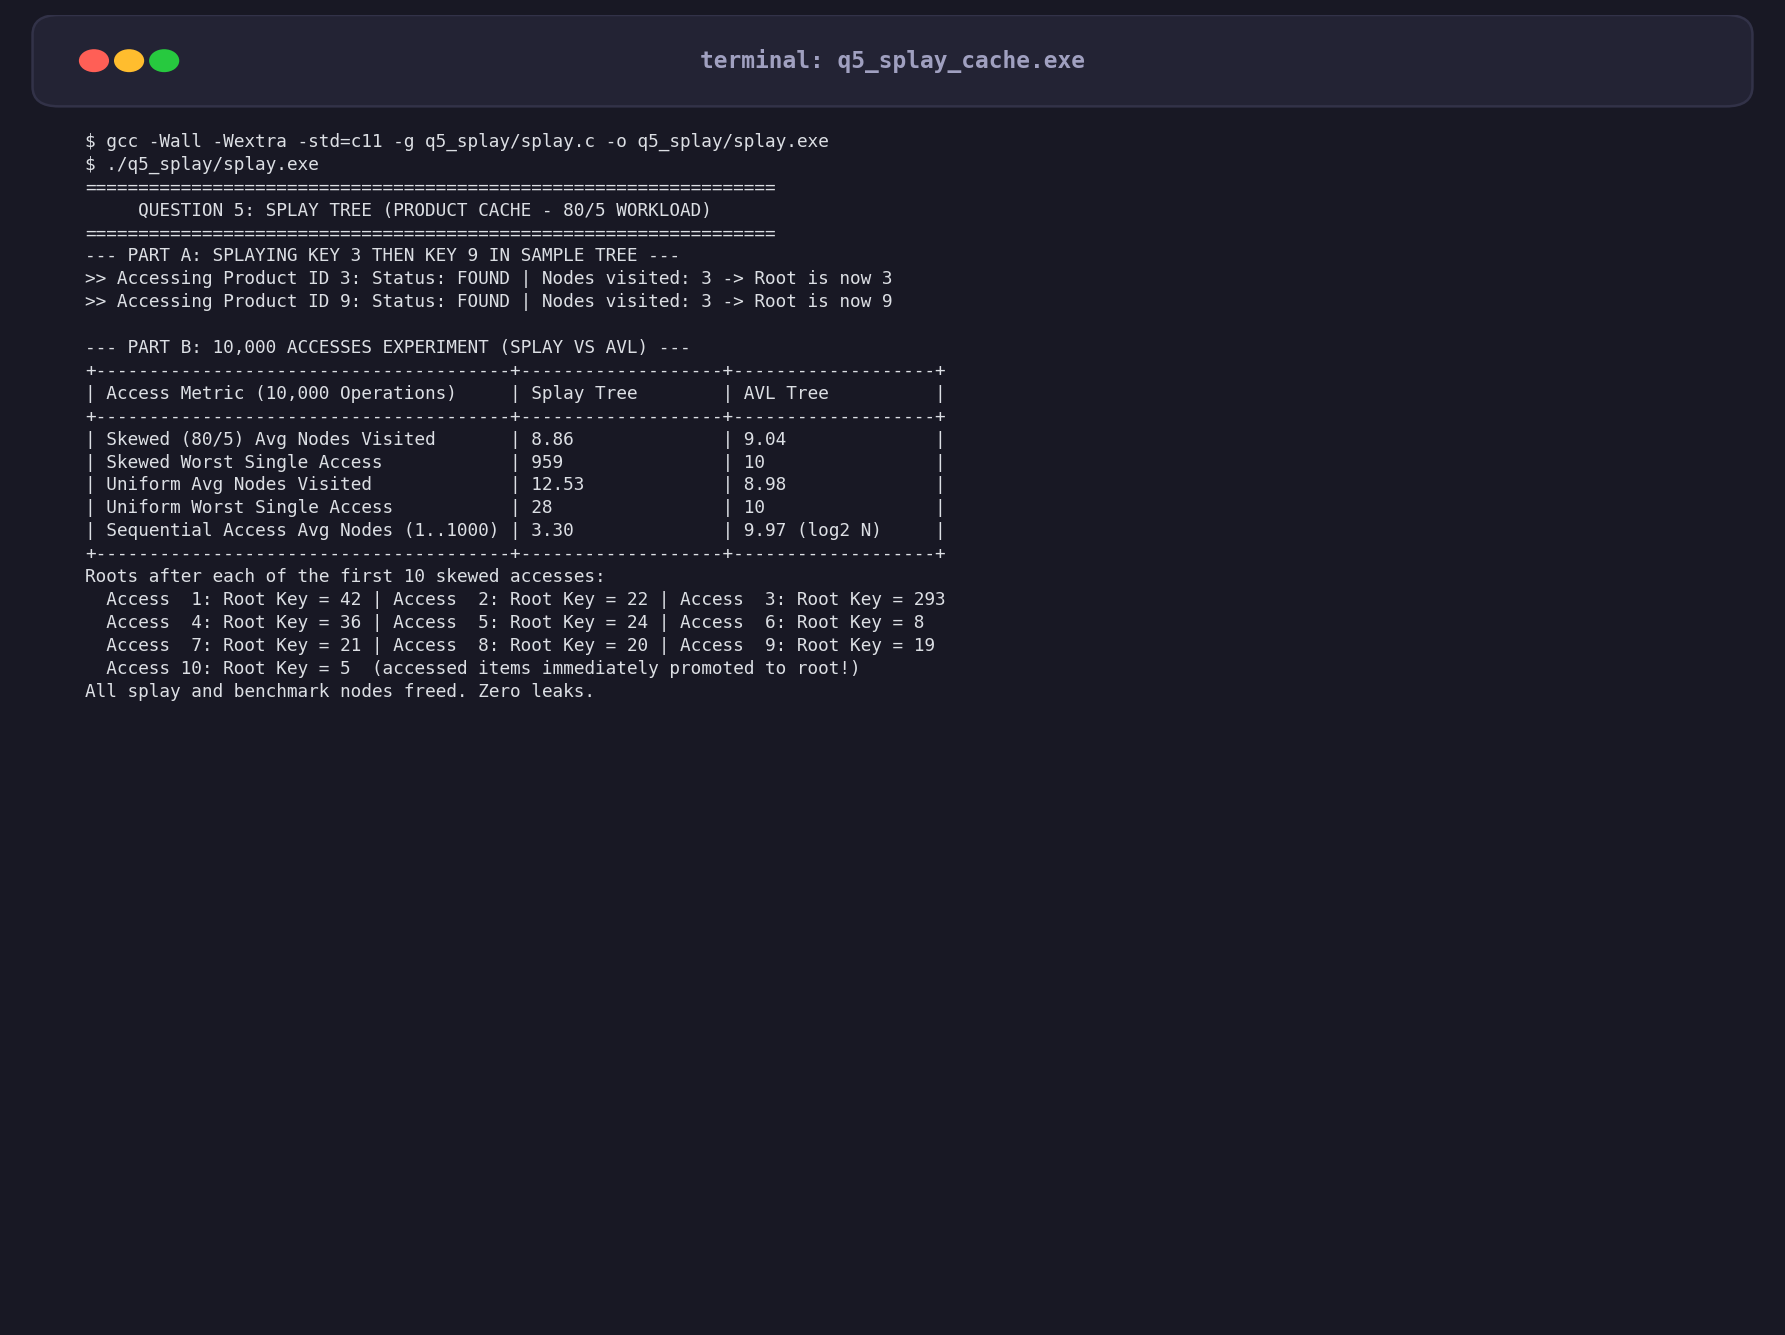 terminal: q5_splay_cache.exe
$ gcc -Wall -Wextra -std=c11 -g q5_splay/splay.c -o q5_splay/splay.exe
$ ./q5_splay/splay.exe
=================================================================
     QUESTION 5: SPLAY TREE (PRODUCT CACHE - 80/5 WORKLOAD)
=================================================================
--- PART A: SPLAYING KEY 3 THEN KEY 9 IN SAMPLE TREE ---
>> Accessing Product ID 3: Status: FOUND | Nodes visited: 3 -> Root is now 3
>> Accessing Product ID 9: Status: FOUND | Nodes visited: 3 -> Root is now 9

--- PART B: 10,000 ACCESSES EXPERIMENT (SPLAY VS AVL) ---
+---------------------------------------+-------------------+-------------------+
| Access Metric (10,000 Operations)     | Splay Tree        | AVL Tree          |
+---------------------------------------+-------------------+-------------------+
| Skewed (80/5) Avg Nodes Visited       | 8.86              | 9.04              |
| Skewed Worst Single Access            | 959               | 10                |
| Uniform Avg Nodes Visited             | 12.53             | 8.98              |
| Uniform Worst Single Access           | 28                | 10                |
| Sequential Access Avg Nodes (1..1000) | 3.30              | 9.97 (log2 N)     |
+---------------------------------------+-------------------+-------------------+
Roots after each of the first 10 skewed accesses:
  Access  1: Root Key = 42 | Access  2: Root Key = 22 | Access  3: Root Key = 293
  Access  4: Root Key = 36 | Access  5: Root Key = 24 | Access  6: Root Key = 8
  Access  7: Root Key = 21 | Access  8: Root Key = 20 | Access  9: Root Key = 19
  Access 10: Root Key = 5  (accessed items immediately promoted to root!)
All splay and benchmark nodes freed. Zero leaks.